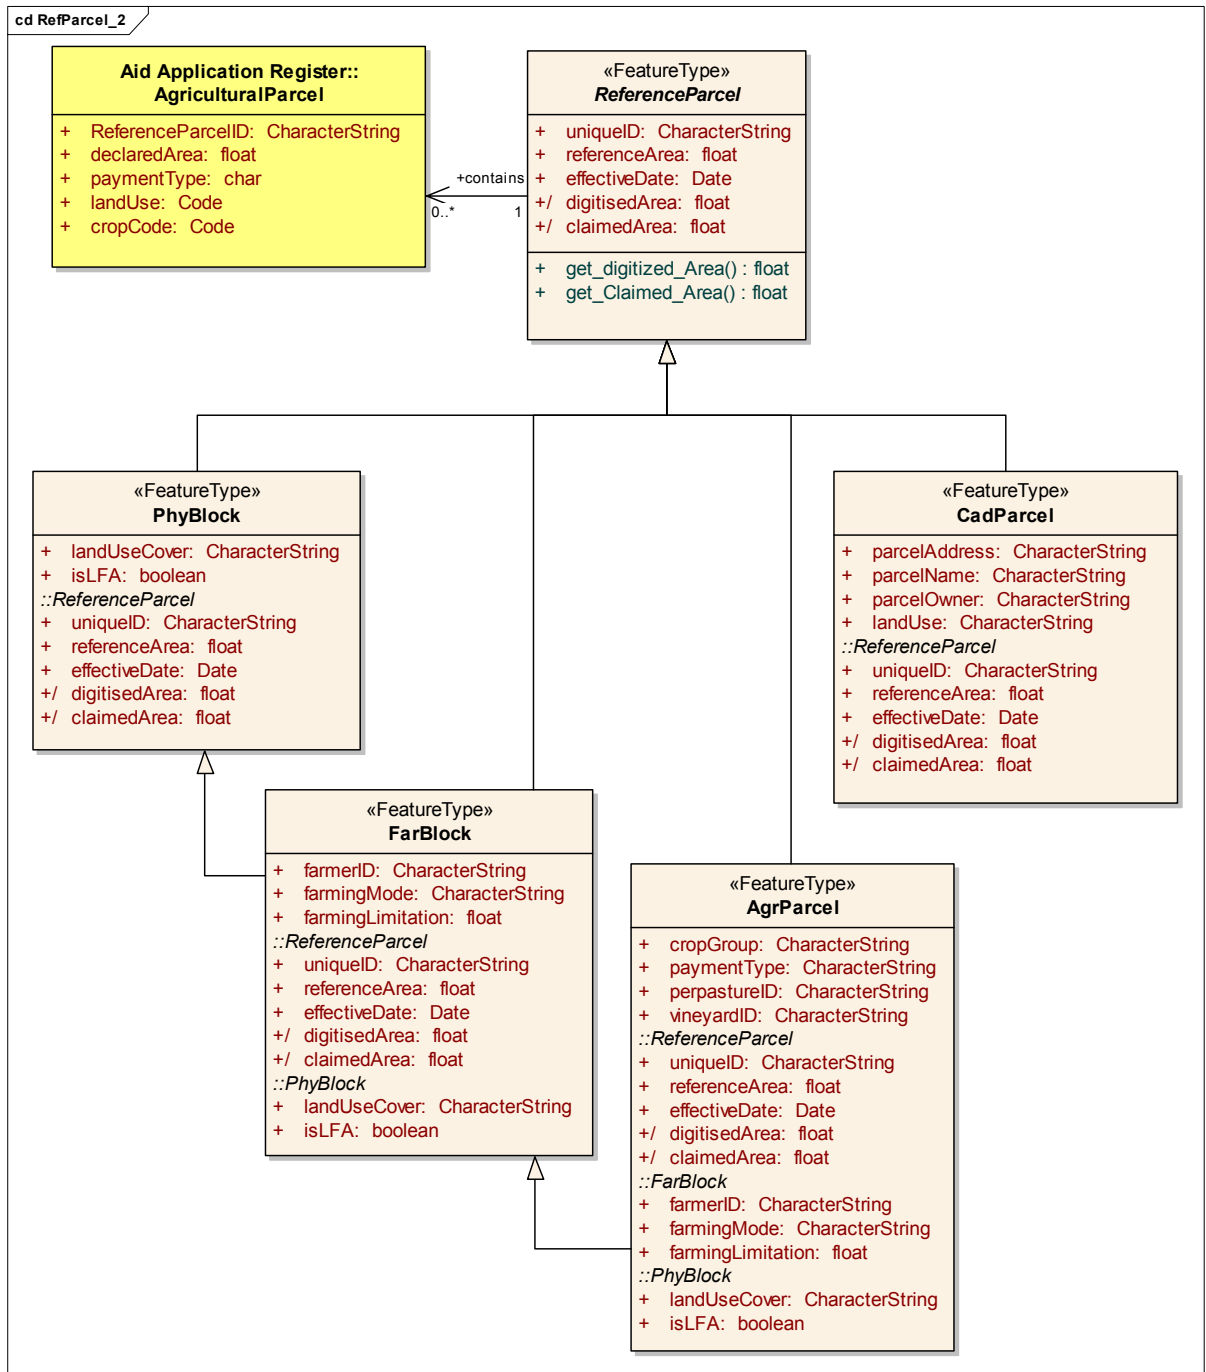 cd RefParcel_2
Aid Application Register::
AgriculturalParcel
+ ReferenceParcelID: CharacterString
+ declaredArea: float
+ paymentType: char
+ landUse: Code
+ cropCode: Code
«FeatureType»
ReferenceParcel
+ uniqueID: CharacterString
+ referenceArea: float
+ effectiveDate: Date
+/ digitisedArea: float
+/ claimedArea: float
+ get_digitized_Area() : float
+ get_Claimed_Area() : float
+contains
0..*
1
«FeatureType»
PhyBlock
+ landUseCover: CharacterString
+ isLFA: boolean
::ReferenceParcel
+ uniqueID: CharacterString
+ referenceArea: float
+ effectiveDate: Date
+/ digitisedArea: float
+/ claimedArea: float
«FeatureType»
CadParcel
+ parcelAddress: CharacterString
+ parcelName: CharacterString
+ parcelOwner: CharacterString
+ landUse: CharacterString
::ReferenceParcel
+ uniqueID: CharacterString
+ referenceArea: float
+ effectiveDate: Date
+/ digitisedArea: float
+/ claimedArea: float
«FeatureType»
FarBlock
+ farmerID: CharacterString
+ farmingMode: CharacterString
+ farmingLimitation: float
::ReferenceParcel
+ uniqueID: CharacterString
+ referenceArea: float
+ effectiveDate: Date
+/ digitisedArea: float
+/ claimedArea: float
::PhyBlock
+ landUseCover: CharacterString
+ isLFA: boolean
«FeatureType»
AgrParcel
+ cropGroup: CharacterString
+ paymentType: CharacterString
+ perpastureID: CharacterString
+ vineyardID: CharacterString
::ReferenceParcel
+ uniqueID: CharacterString
+ referenceArea: float
+ effectiveDate: Date
+/ digitisedArea: float
+/ claimedArea: float
::FarBlock
+ farmerID: CharacterString
+ farmingMode: CharacterString
+ farmingLimitation: float
::PhyBlock
+ landUseCover: CharacterString
+ isLFA: boolean